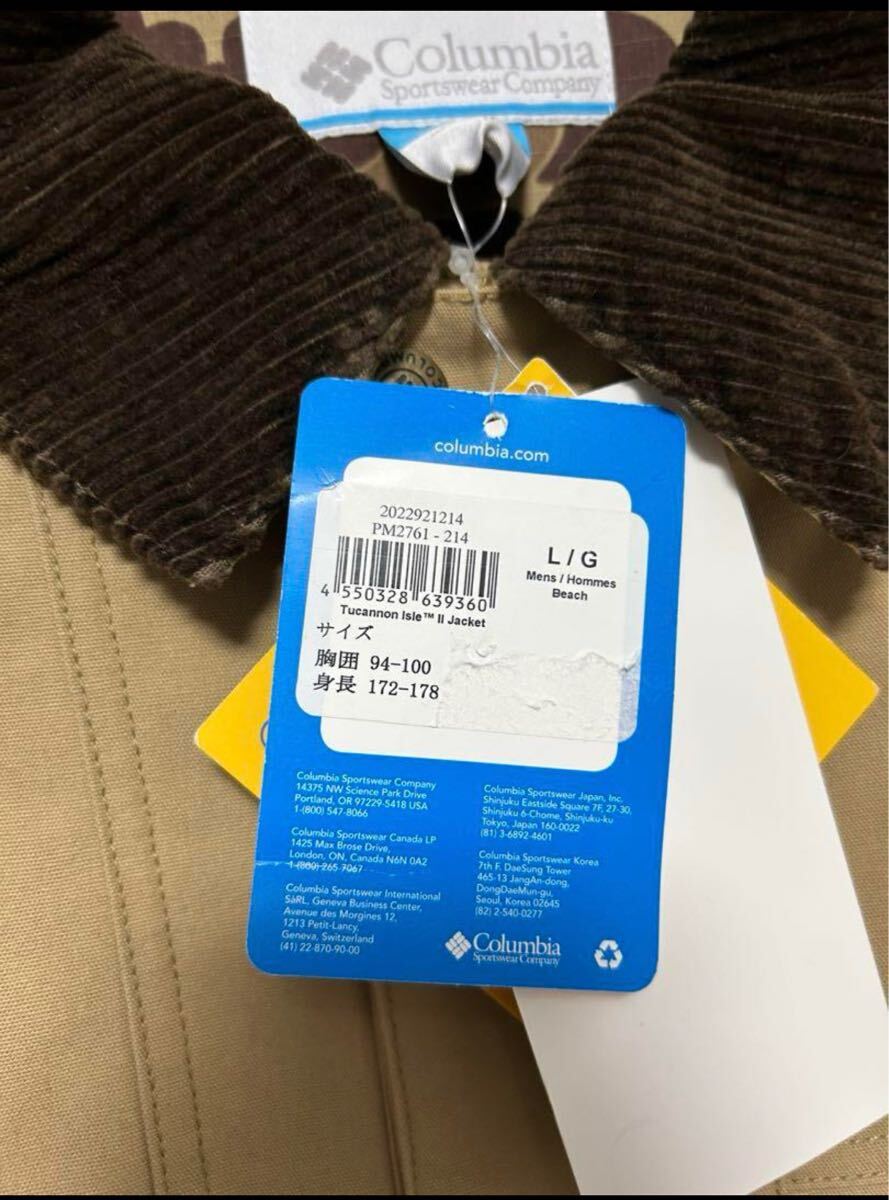 Columbia
Sportswear Company
columbia.com
2022921214
PM2761 - 214
4 550328 639360
Tucannon Isle™ II Jacket
L / G
Mens / Hommes
Beach
サイズ
胸囲 94-100
身長 172-178
Columbia Sportswear Company
14375 NW Science Park Drive
Portland, OR 97229-5418 USA
1-(800) 547-8066
Columbia Sportswear Canada LP
1425 Max Brose Drive,
London, ON, Canada N6N 0A2
1-(800) 265-7067
Columbia Sportswear International
SàRL, Geneva Business Center,
Avenue des Morgines 12,
1213 Petit-Lancy,
Geneva, Switzerland
(41) 22-870-90-00
Columbia Sportswear Japan, Inc.
Shinjuku Eastside Square 7F, 27-30,
Shinjuku 6-Chome, Shinjuku-ku
Tokyo, Japan 160-0022
(81) 3-6892-4601
Columbia Sportswear Korea
7th F. DaeSung Tower
465-13 JangAn-dong,
DongDaeMun-gu,
Seoul, Korea 02645
(82) 2-540-0277
Columbia
Sportswear Company